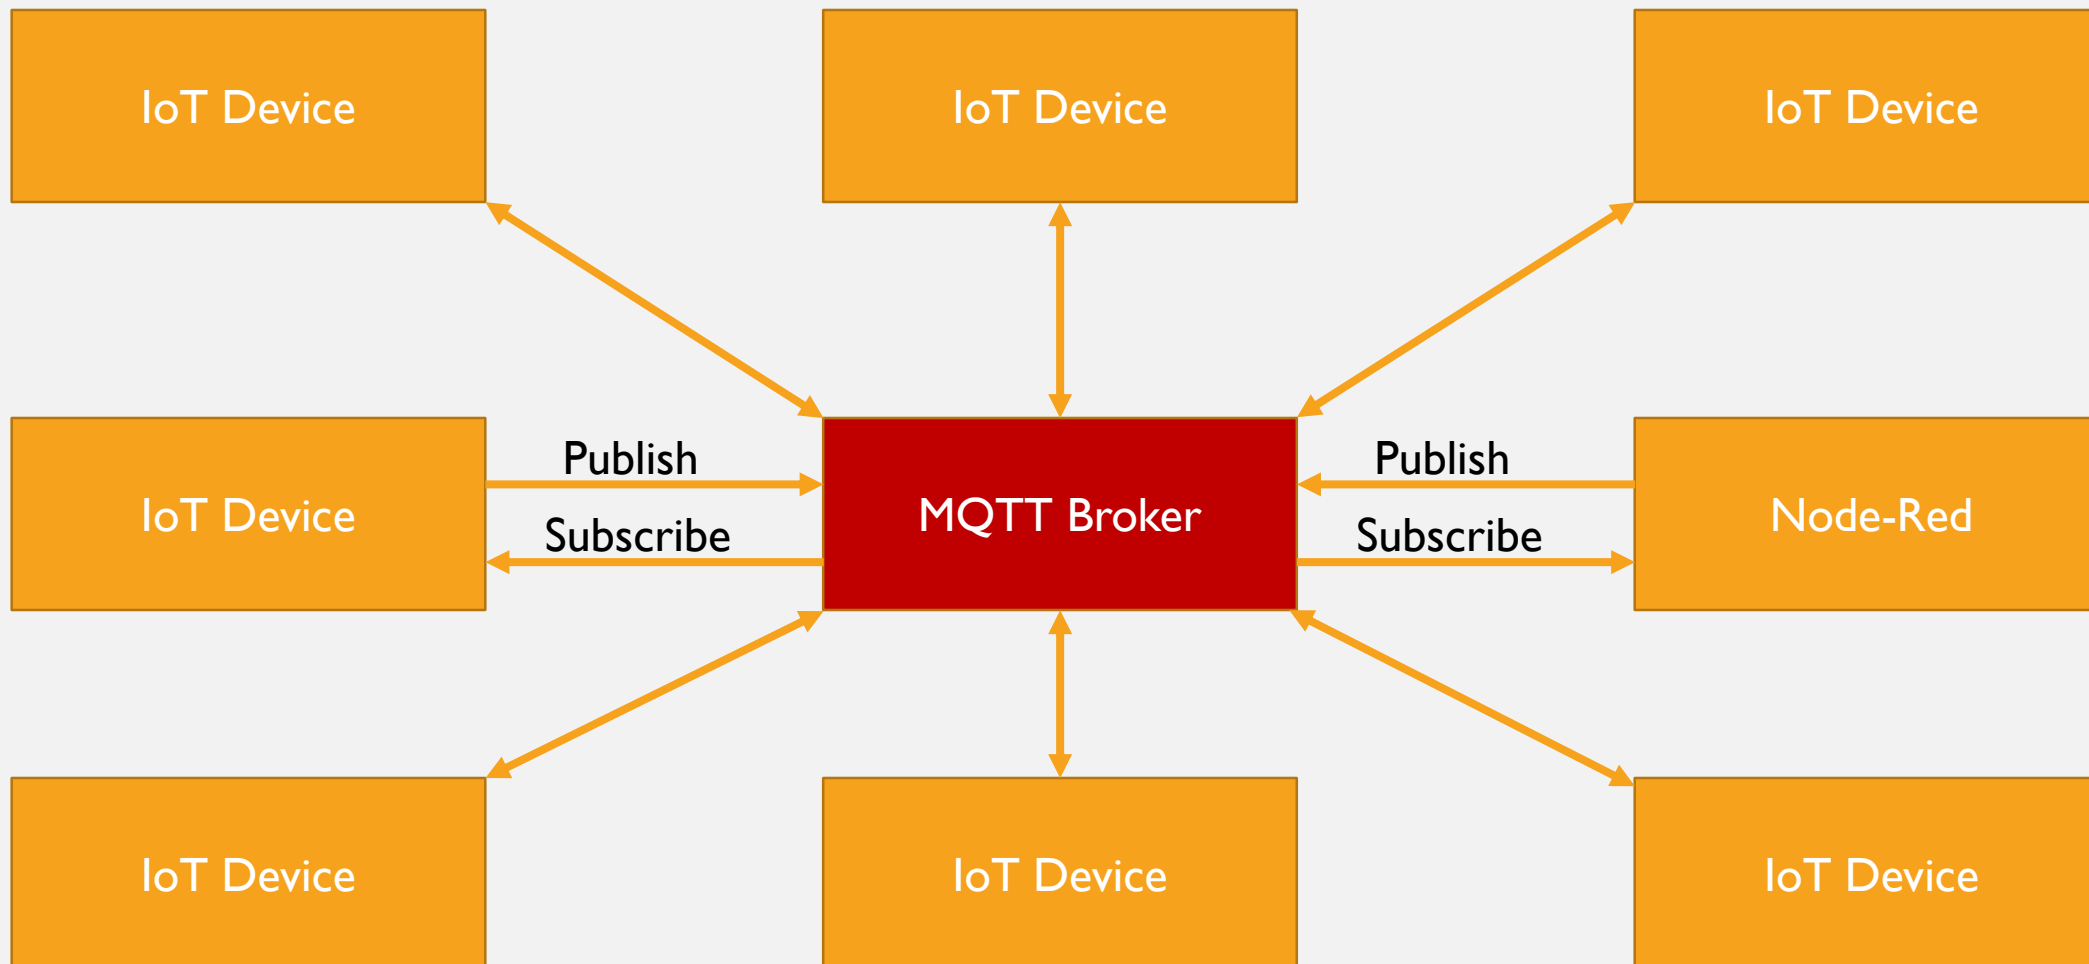 IoT Device
IoT Device
IoT Device
IoT Device
Publish
Subscribe
MQTT Broker
Publish
Subscribe
Node-Red
IoT Device
IoT Device
IoT Device